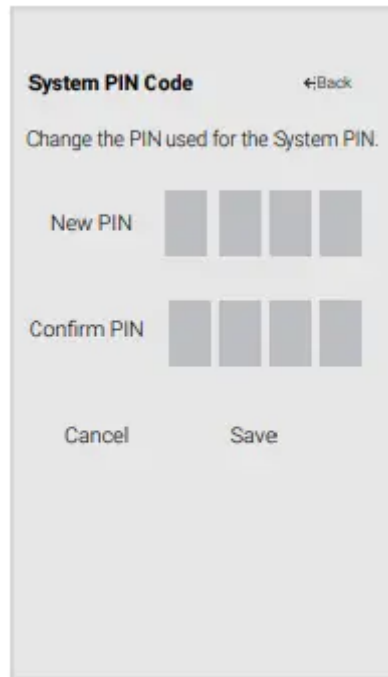 System PIN Code
←Back
Change the PIN used for the System PIN.
New PIN
Confirm PIN
Cancel Save